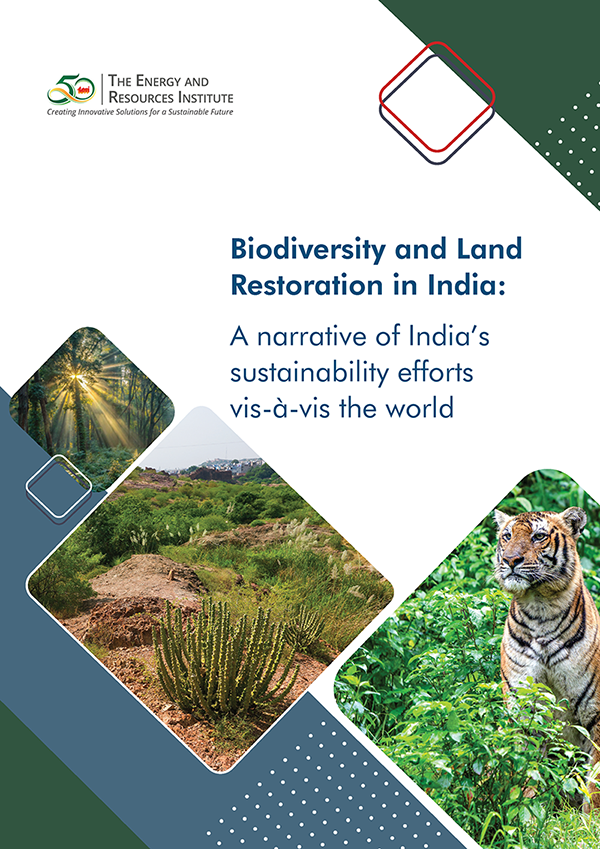 50
THE ENERGY AND
RESOURCES INSTITUTE
Creating Innovative Solutions for a Sustainable Future
Biodiversity and Land
Restoration in India:
A narrative of India's
sustainability efforts
vis-à-vis the world